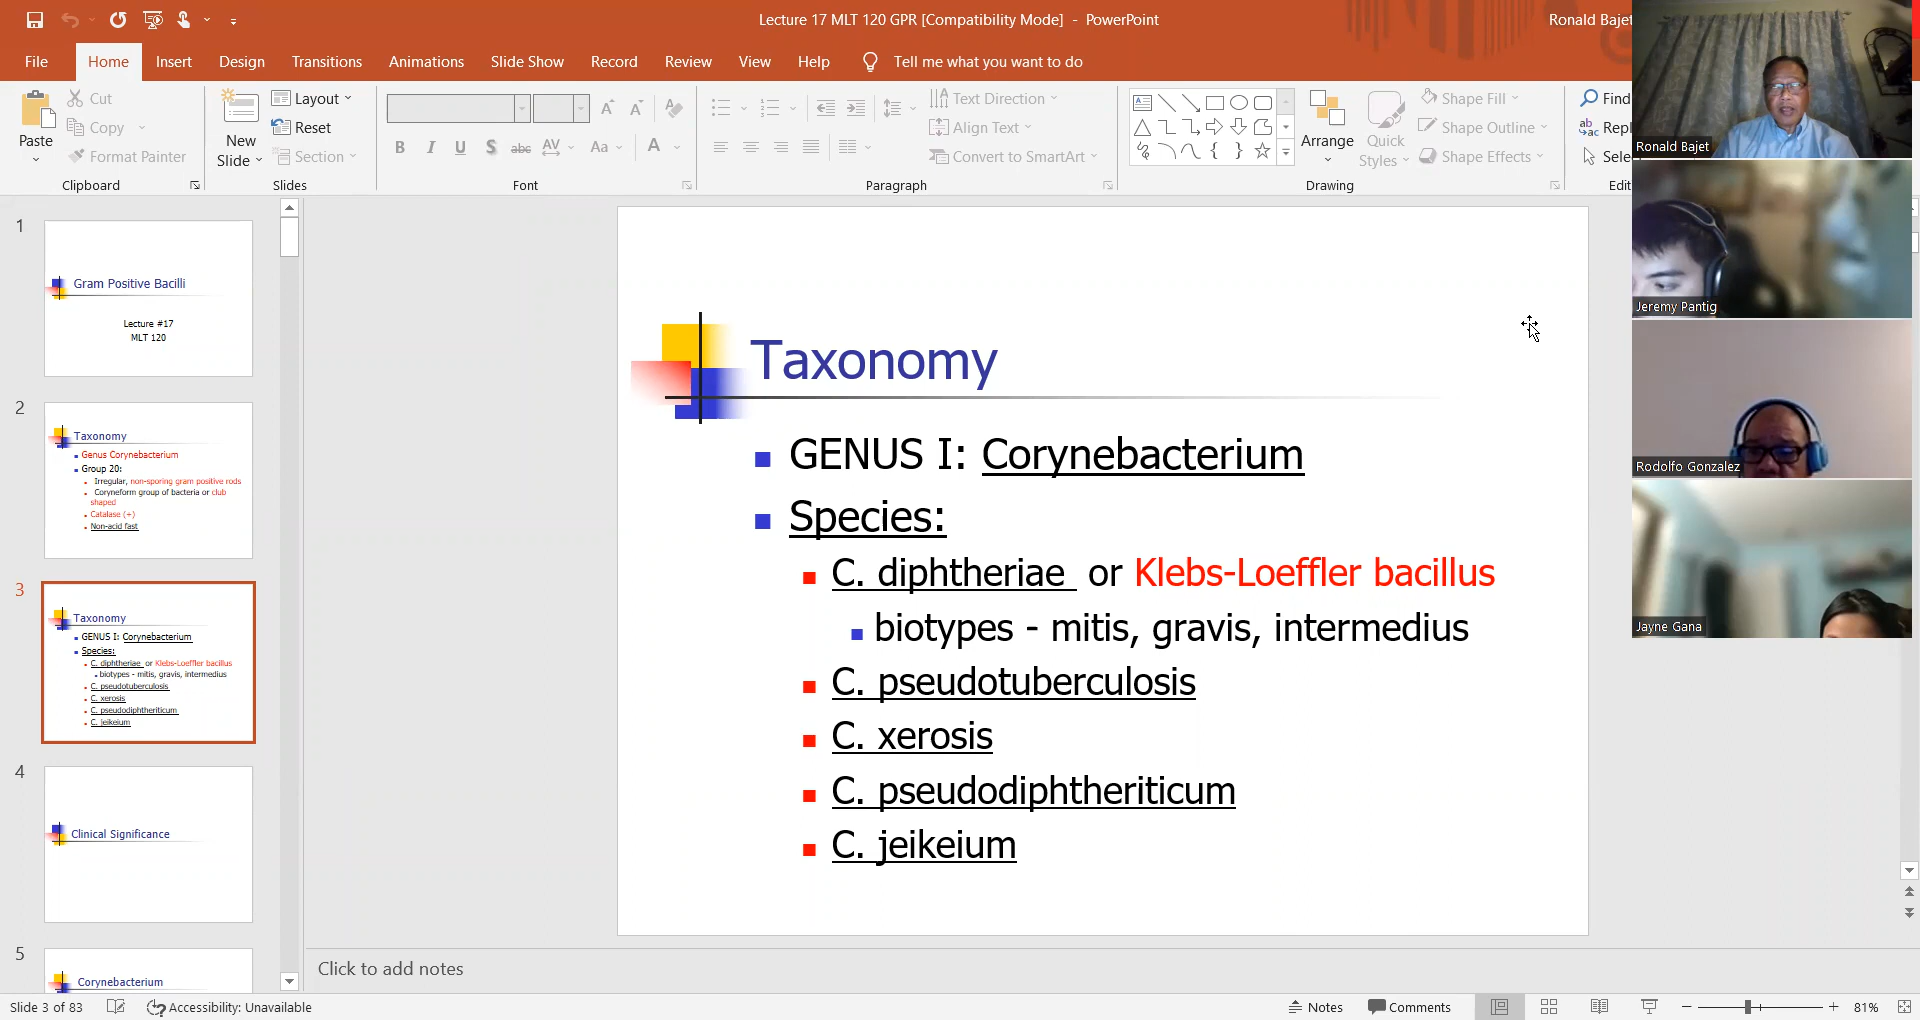 Lecture 17 MLT 120 GPR [Compatibility Mode] - PowerPoint
Ronald Bajet
File Home Insert Design Transitions Animations Slide Show Record Review View Help Tell me what you want to do
Paste
Cut
Copy
Format Painter
Clipboard
New Slide
Layout
Reset
Section
Slides
B I U S abc AV Aa A
Font
Text Direction
Align Text
Convert to SmartArt
Paragraph
Arrange
Quick Styles
Shape Fill
Shape Outline
Shape Effects
Drawing
Find
Repl
Sele
Edit
1
Gram Positive Bacilli
Lecture #17
MLT 120
2
Taxonomy
Genus Corynebacterium
Group 20:
Irregular, non-sporing gram positive rods
Coryneform group of bacteria or club
shaped
Catalase (+)
Non-acid fast
3
Taxonomy
GENUS I: Corynebacterium
Species:
C. diphtheriae or Klebs-Loeffler bacillus
biotypes - mitis, gravis, intermedius
C. pseudotuberculosis
C. xerosis
C. pseudodiphtheriticum
C. jeikeium
4
Clinical Significance
5
Corynebacterium
Taxonomy
GENUS I: Corynebacterium
Species:
C. diphtheriae or Klebs-Loeffler bacillus
biotypes - mitis, gravis, intermedius
C. pseudotuberculosis
C. xerosis
C. pseudodiphtheriticum
C. jeikeium
Ronald Bajet
Jeremy Pantig
Rodolfo Gonzalez
Jayne Gana
Click to add notes
Slide 3 of 83
Accessibility: Unavailable
Notes
Comments
81%